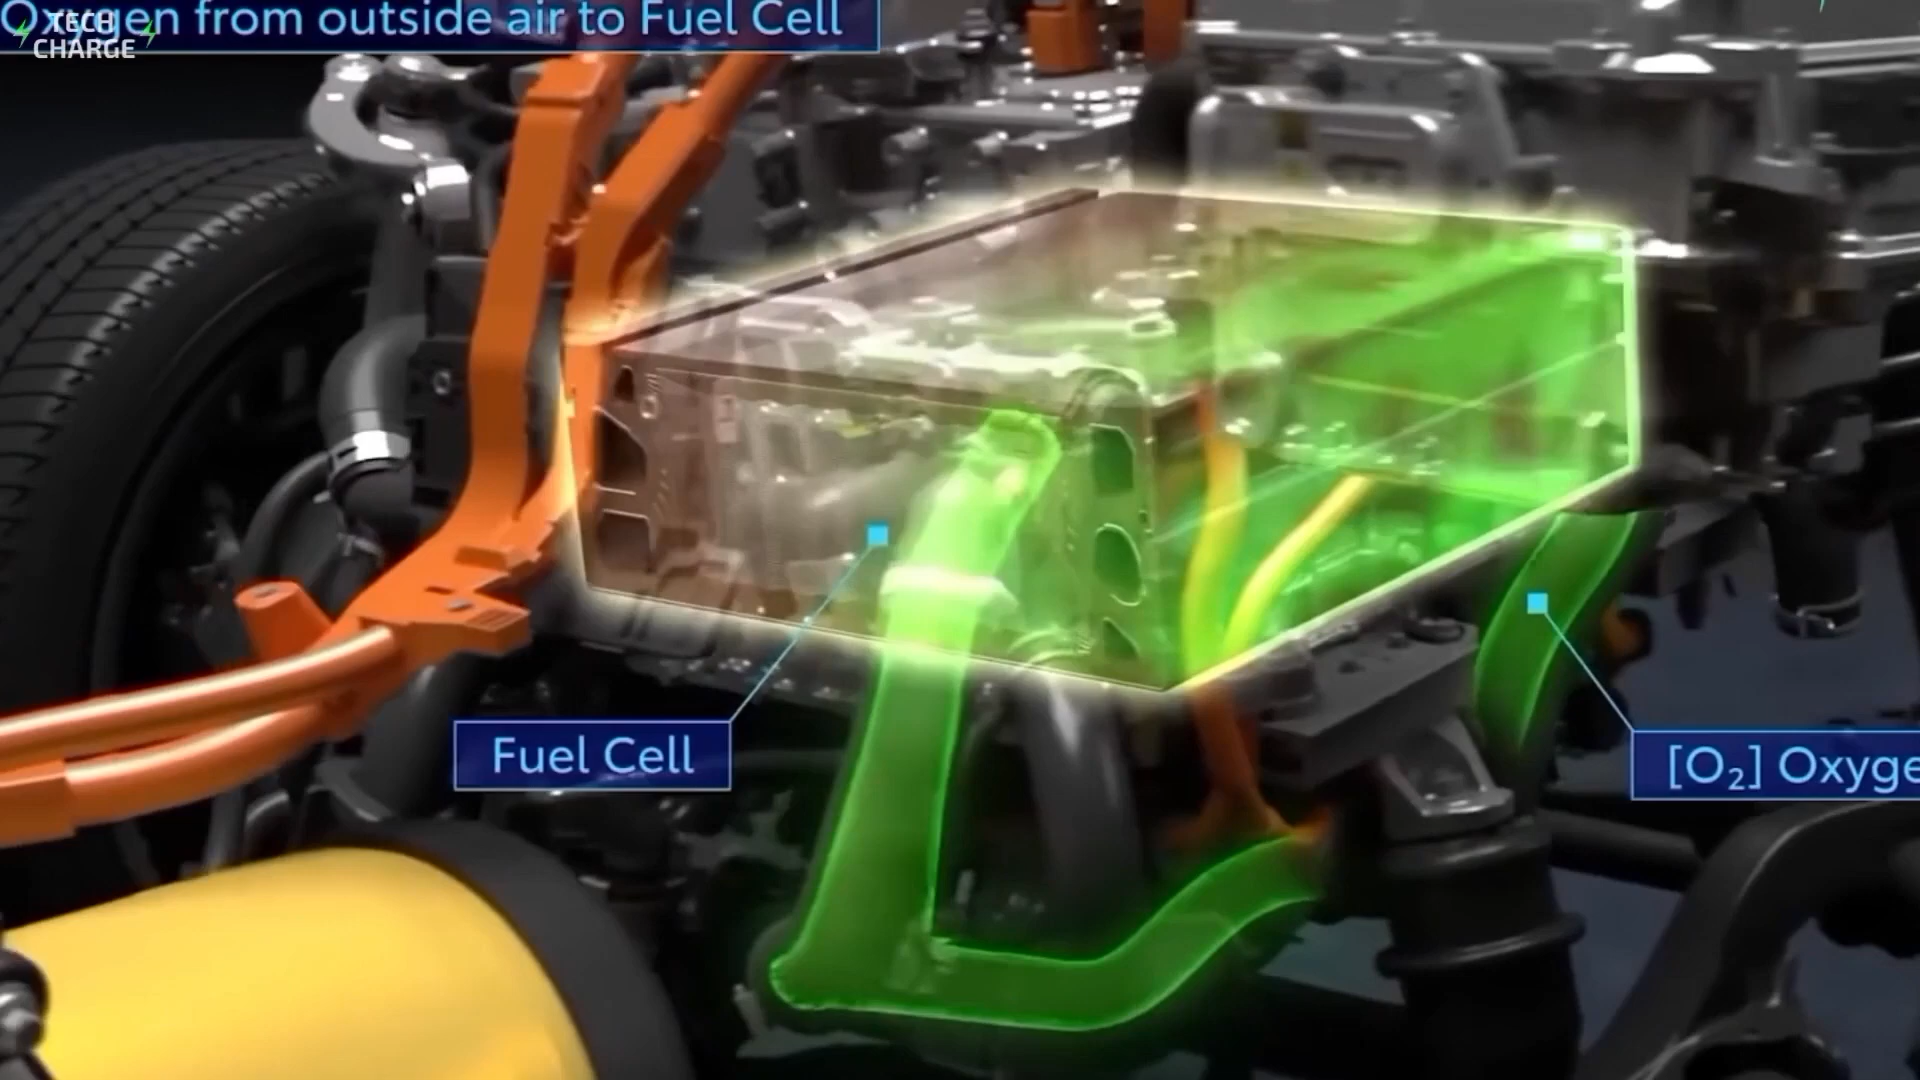 Oxygen from outside air to Fuel Cell
TECH
CHARGE
Fuel Cell
[O₂] Oxyge